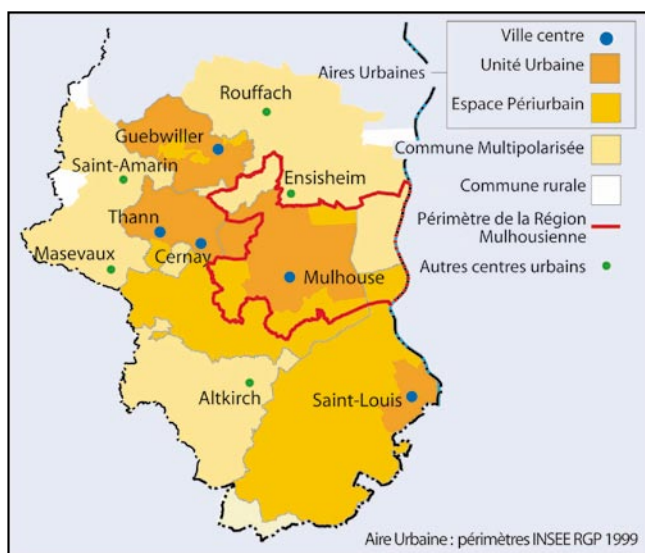 Ville centre
Aires Urbaines
Unité Urbaine
Espace Périurbain
Commune Multipolarisée
Commune rurale
Périmètre de la Région
Mulhousienne
Autres centres urbains
Rouffach
Guebwiller
Saint-Amarin
Ensisheim
Thann
Masevaux
Cernay
Mulhouse
Altkirch
Saint-Louis
Aire Urbaine : périmètres INSEE RGP 1999